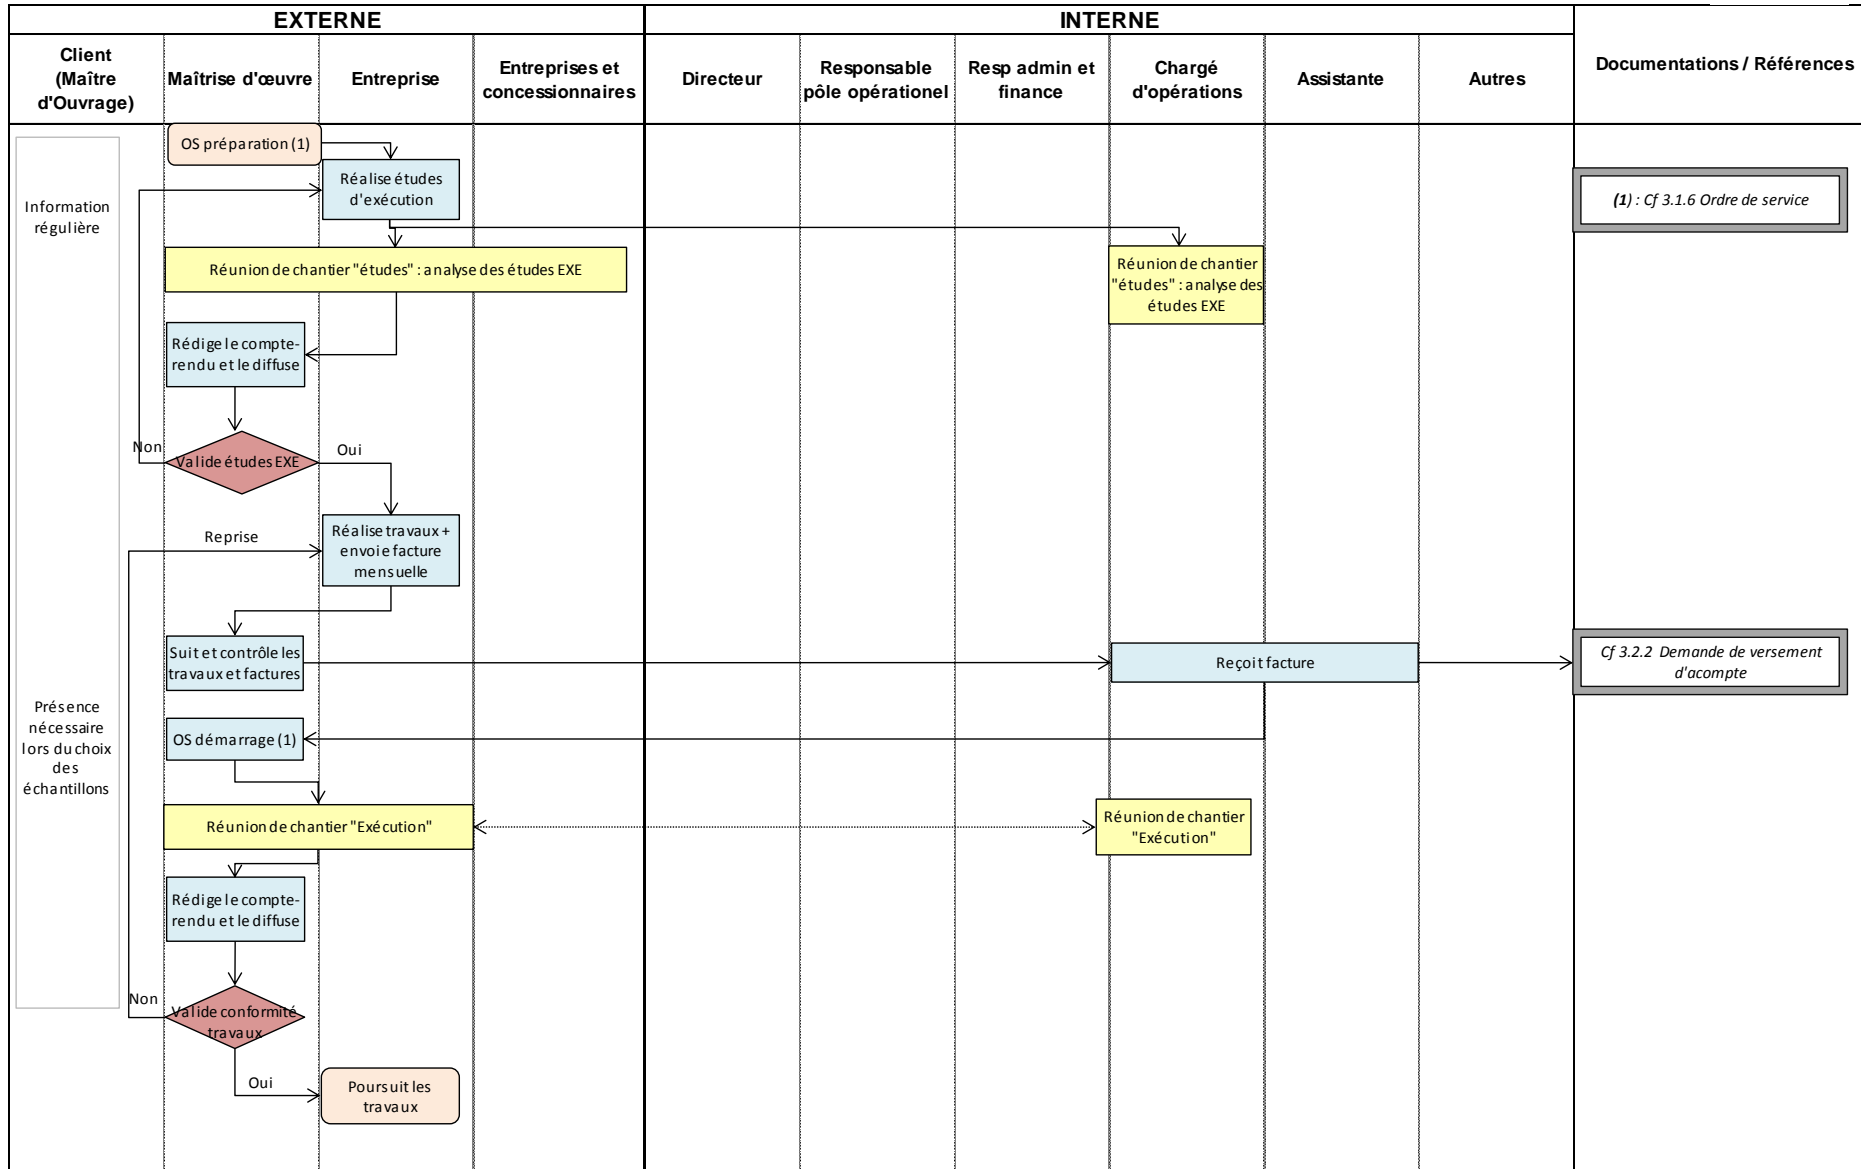 EXTERNE
INTERNE
Client
(Maître
d'Ouvrage)
Maîtrise d'œuvre
Entreprise
Entreprises et
concessionnaires
Directeur
Responsable
pôle opérationel
Resp admin et
finance
Chargé
d'opérations
Assistante
Autres
Documentations / Références
OS préparation (1)
Réalise études
d'exécution
Information
régulière
(1) : Cf 3.1.6 Ordre de service
Réunion de chantier "études" : analyse des études EXE
Réunion de chantier
"études" : analyse des
études EXE
Rédige le compte-
rendu et le diffuse
Non
Valide études EXE
Oui
Reprise
Réalise travaux +
envoie facture
mensuelle
Suit et contrôle les
travaux et factures
Reçoit facture
Cf 3.2.2 Demande de versement
d'acompte
Présence
nécessaire
lors du choix
des
échantillons
OS démarrage (1)
Réunion de chantier "Exécution"
Réunion de chantier
"Exécution"
Rédige le compte-
rendu et le diffuse
Non
Valide conformité
travaux
Oui
Poursuit les
travaux